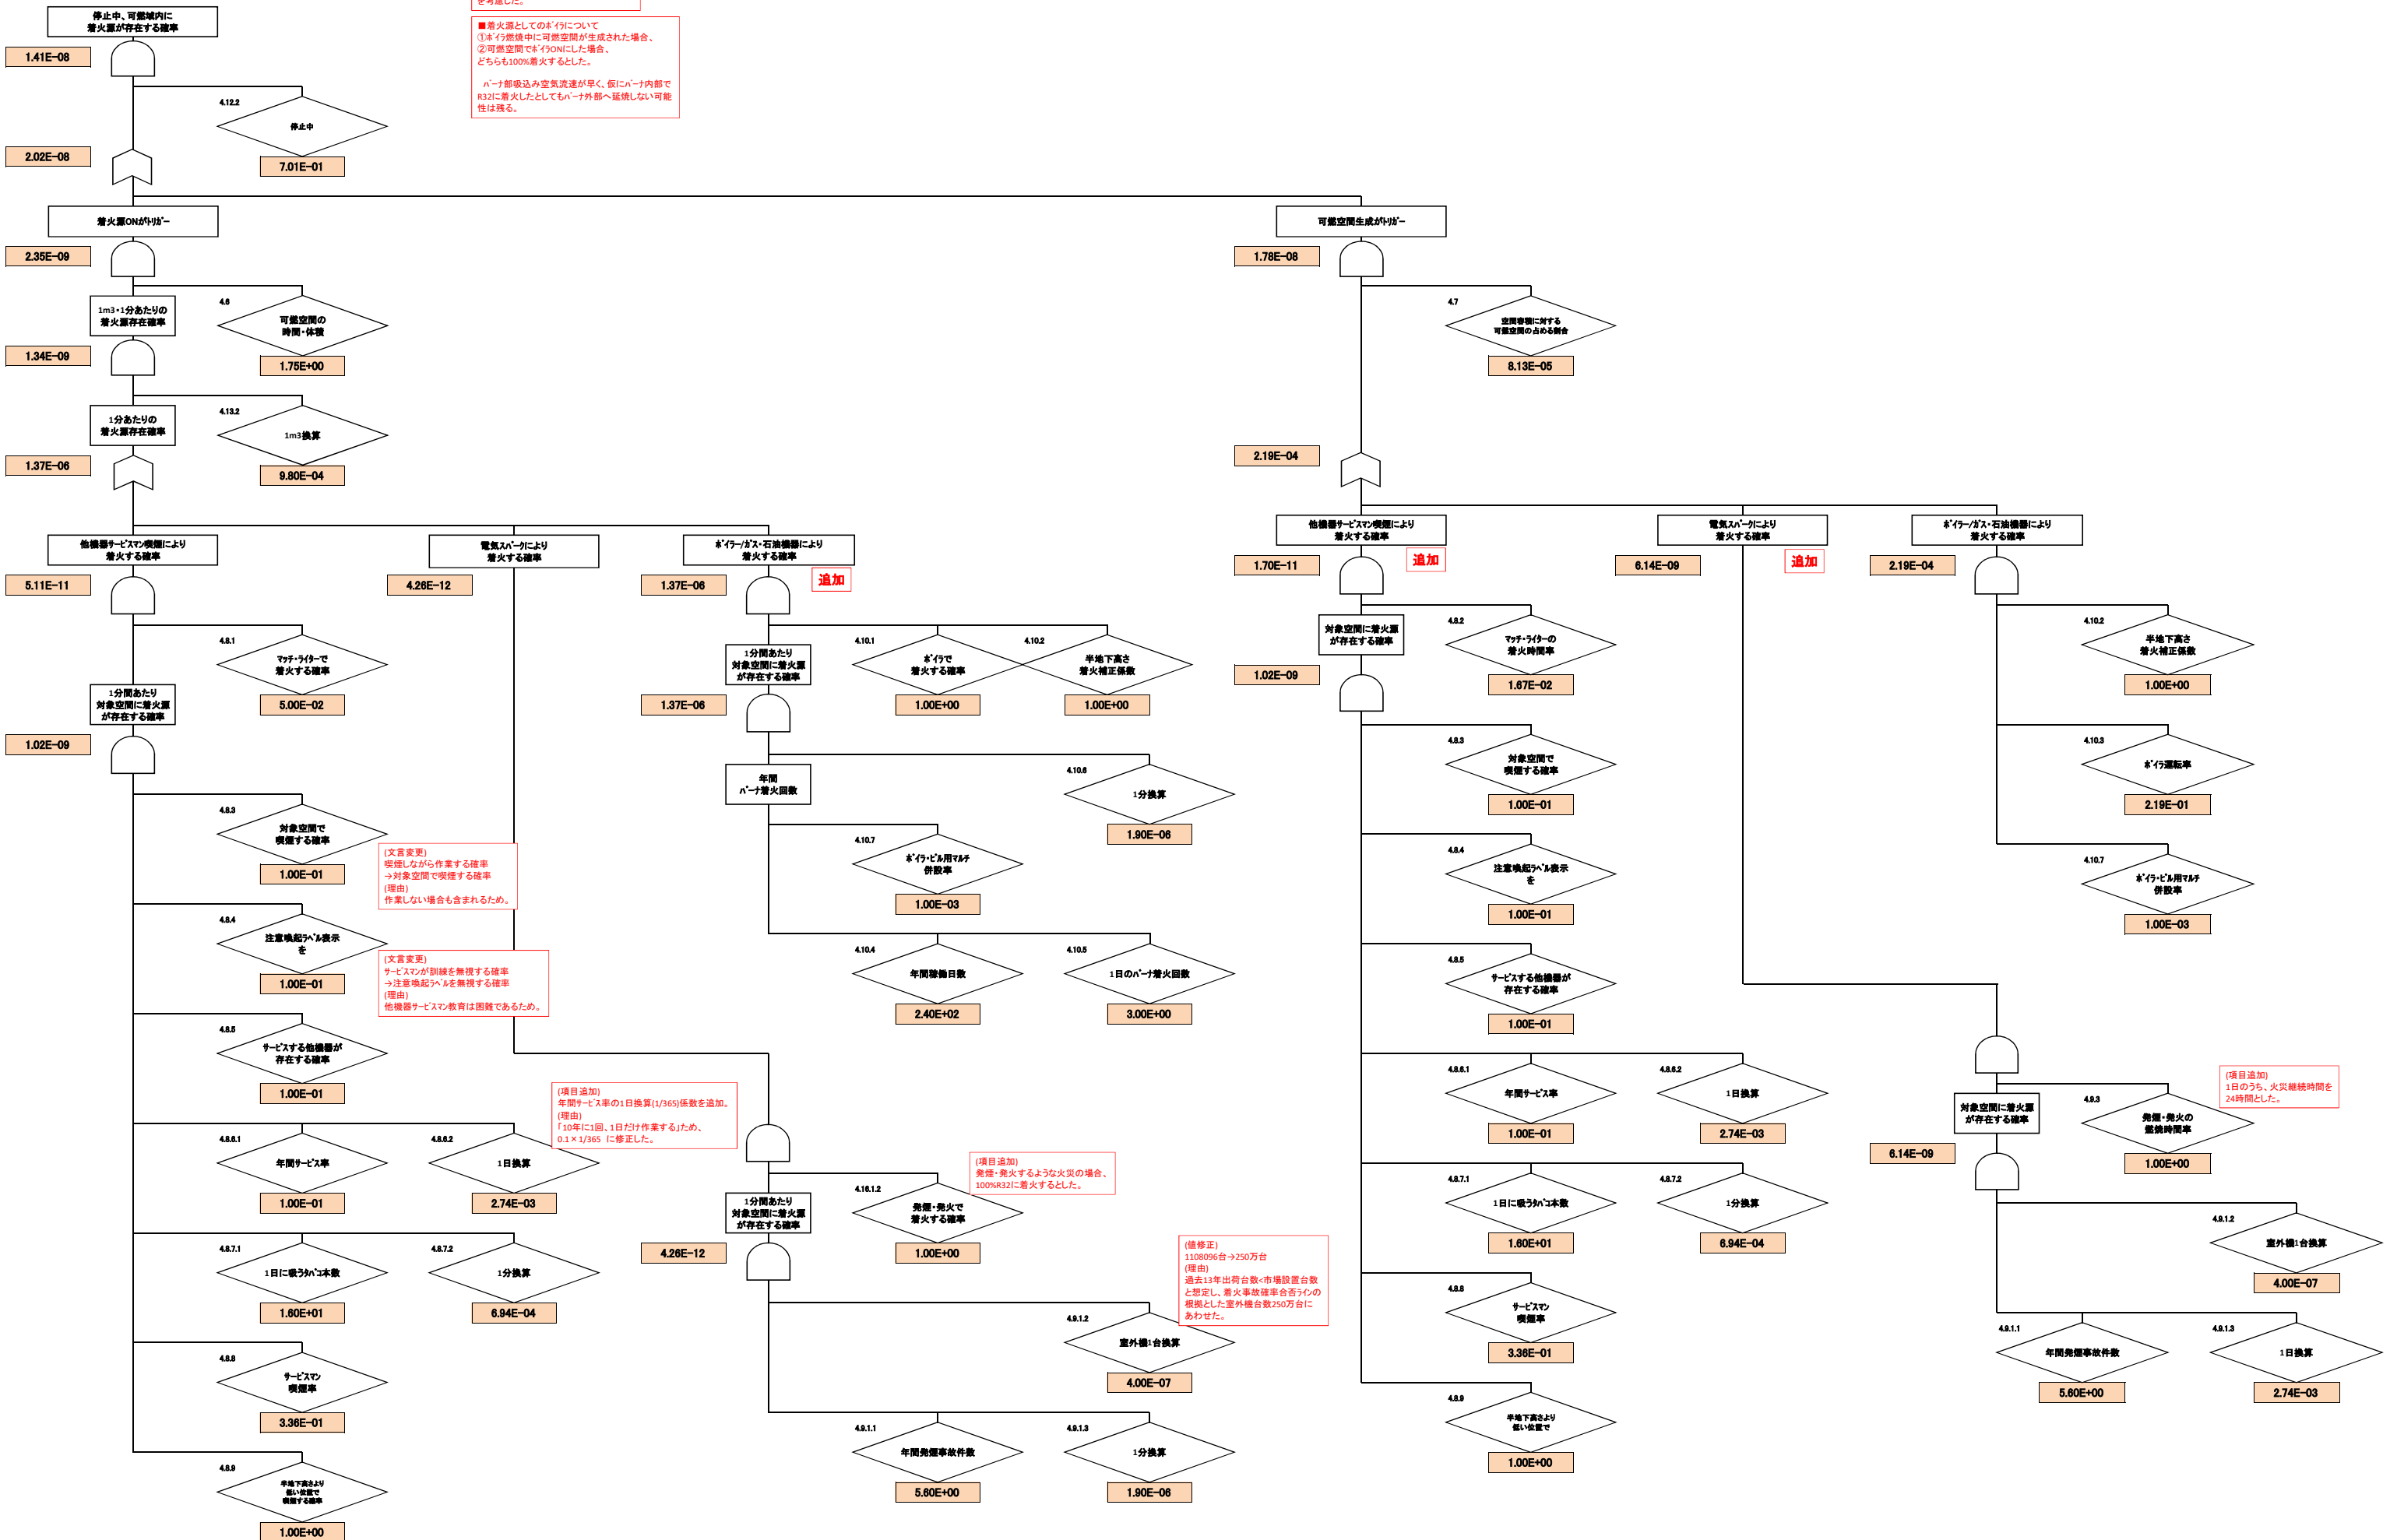 を考慮した。
■着火源としてのボイラについて
①ボイラ燃焼中に可燃空間が生成された場合、
②可燃空間でボイラONにした場合、
どちらも100%着火するとした。
バーナ部吸込み空気流速が早く、仮にバーナ内部で
R32に着火したとしてもバーナ外部へ延焼しない可能
性は残る。
停止中、可燃域内に
着火源が存在する確率
1.41E-08
4.12.2
停止中
7.01E-01
2.02E-08
着火源ONがトリガー
2.35E-09
1m3・1分あたりの
着火源存在確率
4.6
可燃空間の
時間・体積
1.75E+00
1.34E-09
1分あたりの
着火源存在確率
4.13.2
1m3換算
9.80E-04
1.37E-06
可燃空間生成がトリガー
1.78E-08
4.7
空間容積に対する
可燃空間の占める割合
8.13E-05
2.19E-04
他機器サービスマン喫煙により
着火する確率
5.11E-11
4.8.1
マッチ・ライターで
着火する確率
5.00E-02
1分間あたり
対象空間に着火源
が存在する確率
1.02E-09
4.8.3
対象空間で
喫煙する確率
1.00E-01
(文言変更)
喫煙しながら作業する確率
→対象空間で喫煙する確率
(理由)
作業しない場合も含まれるため。
4.8.4
注意喚起ラベル表示
を
1.00E-01
(文言変更)
サービスマンが訓練を無視する確率
→注意喚起ラベルを無視する確率
(理由)
他機器サービスマン教育は困難であるため。
4.8.5
サービスする他機器が
存在する確率
1.00E-01
4.8.6.1
年間サービス率
1.00E-01
4.8.6.2
1日換算
2.74E-03
(項目追加)
年間サービス率の1日換算(1/365)係数を追加。
(理由)
「10年に1回、1日だけ作業する」ため、
0.1×1/365 に修正した。
4.8.7.1
1日に吸うタバコ本数
1.60E+01
4.8.7.2
1分換算
6.94E-04
4.8.8
サービスマン
喫煙率
3.36E-01
4.8.9
半地下高さより
低い位置で
喫煙する確率
1.00E+00
電気スパークにより
着火する確率
4.26E-12
1分間あたり
対象空間に着火源
が存在する確率
4.16.1.2
発煙・発火で
着火する確率
1.00E+00
(項目追加)
発煙・発火するような火災の場合、
100%R32に着火するとした。
4.26E-12
4.9.1.2
室外機1台換算
4.00E-07
(値修正)
1108096台→250万台
(理由)
過去13年出荷台数<市場設置台数
と想定し、着火事故確率合否ラインの
根拠とした室外機台数250万台に
あわせた。
4.9.1.1
年間発煙事故件数
5.60E+00
4.9.1.3
1分換算
1.90E-06
ボイラー/ガス・石油機器により
着火する確率
1.37E-06
追加
1分間あたり
対象空間に着火源
が存在する確率
4.10.1
ボイラで
着火する確率
1.00E+00
4.10.2
半地下高さ
着火補正係数
1.00E+00
1.37E-06
年間
バーナ着火回数
4.10.6
1分換算
1.90E-06
4.10.7
ボイラ・ビル用マルチ
併設率
1.00E-03
4.10.4
年間稼働日数
2.40E+02
4.10.5
1日のバーナ着火回数
3.00E+00
他機器サービスマン喫煙により
着火する確率
1.70E-11
追加
対象空間に着火源
が存在する確率
4.8.2
マッチ・ライターの
着火時間率
1.67E-02
1.02E-09
4.8.3
対象空間で
喫煙する確率
1.00E-01
4.8.4
注意喚起ラベル表示
を
1.00E-01
4.8.5
サービスする他機器が
存在する確率
1.00E-01
4.8.6.1
年間サービス率
1.00E-01
4.8.6.2
1日換算
2.74E-03
4.8.7.1
1日に吸うタバコ本数
1.60E+01
4.8.7.2
1分換算
6.94E-04
4.8.8
サービスマン
喫煙率
3.36E-01
4.8.9
半地下高さより
低い位置で
1.00E+00
電気スパークにより
着火する確率
6.14E-09
追加
対象空間に着火源
が存在する確率
4.9.3
発煙・発火の
燃焼時間率
1.00E+00
(項目追加)
1日のうち、火災継続時間を
24時間とした。
6.14E-09
4.9.1.2
室外機1台換算
4.00E-07
4.9.1.1
年間発煙事故件数
5.60E+00
4.9.1.3
1日換算
2.74E-03
ボイラー/ガス・石油機器により
着火する確率
2.19E-04
4.10.2
半地下高さ
着火補正係数
1.00E+00
4.10.3
ボイラ運転率
2.19E-01
4.10.7
ボイラ・ビル用マルチ
併設率
1.00E-03